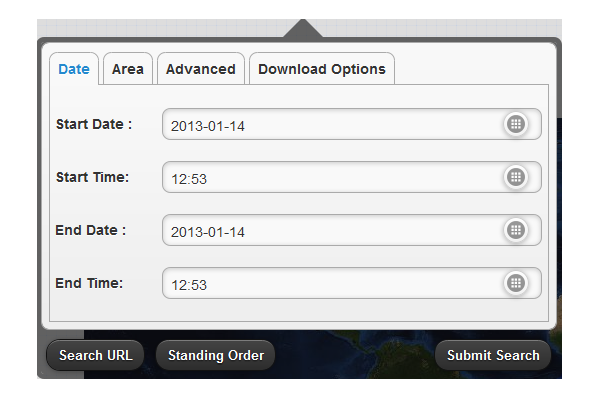 Date Area Advanced Download Options
Start Date : 2013-01-14
Start Time: 12:53
End Date : 2013-01-14
End Time: 12:53
Search URL Standing Order Submit Search